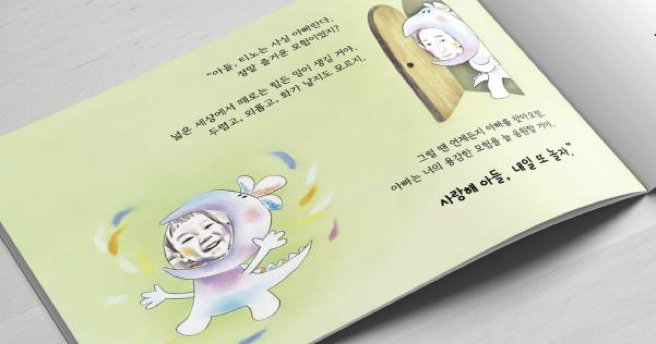 "아들, 티노는 사실 아빠란다.
정말 즐거운 모험이었지?
넓은 세상에서 때로는 힘든 일이 생길 거야.
두렵고, 외롭고, 화가 날지도 모르지.
그럴 땐 언제든지 아빠를 찾아오렴.
아빠는 너의 용감한 모험을 늘 응원할 거야.
사랑해 아들, 내일 또 놀자."